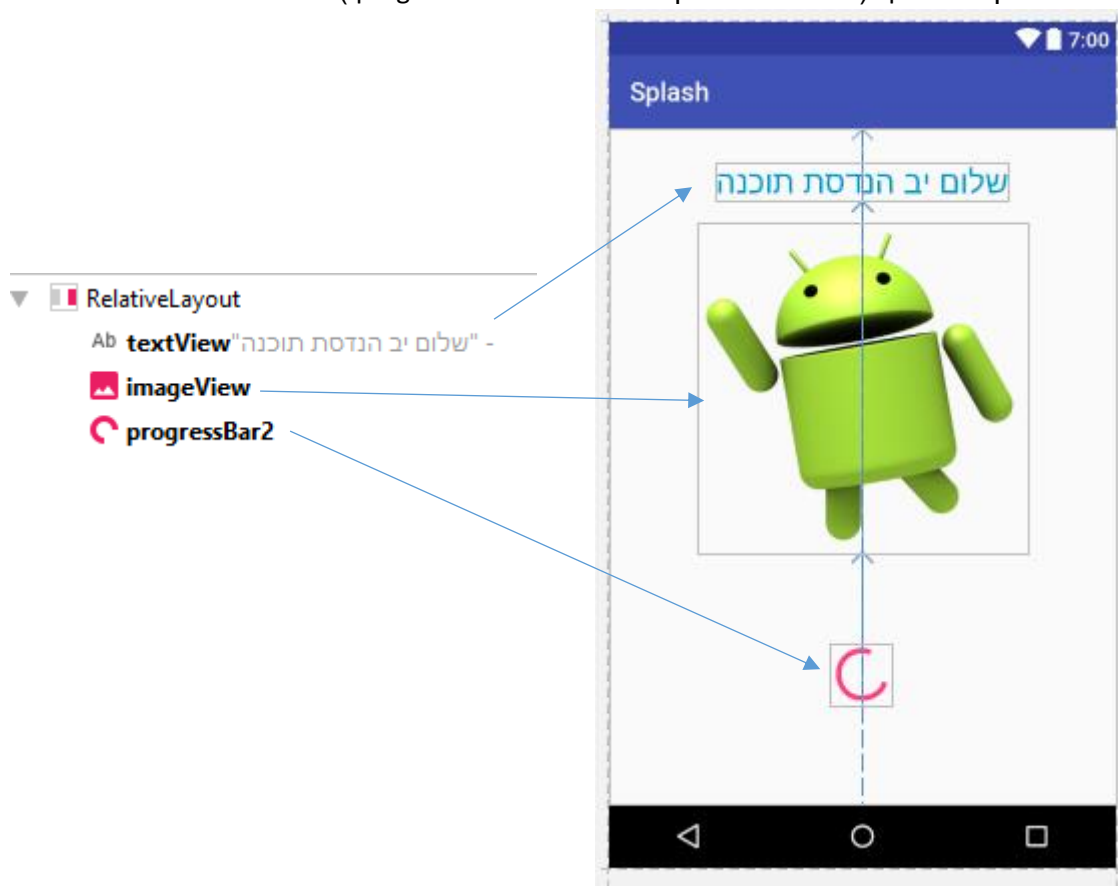 7:00
Splash
שלום יב הנדסת תוכנה
RelativeLayout
Ab textView"שלום יב הנדסת תוכנה" -
imageView
progressBar2